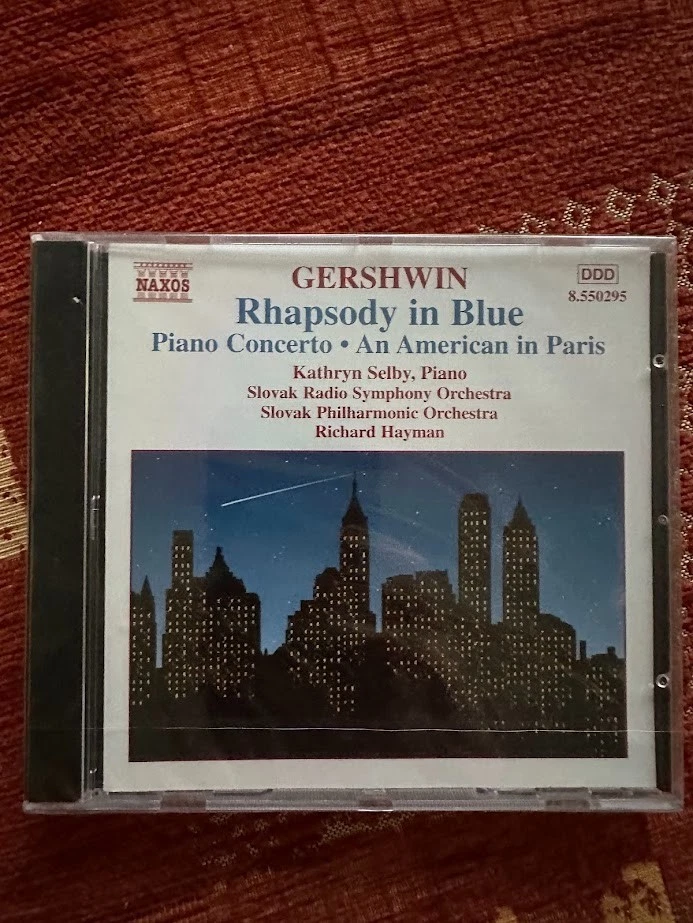 NAXOS
DDD
8.550295
GERSHWIN
Rhapsody in Blue
Piano Concerto • An American in Paris
Kathryn Selby, Piano
Slovak Radio Symphony Orchestra
Slovak Philharmonic Orchestra
Richard Hayman